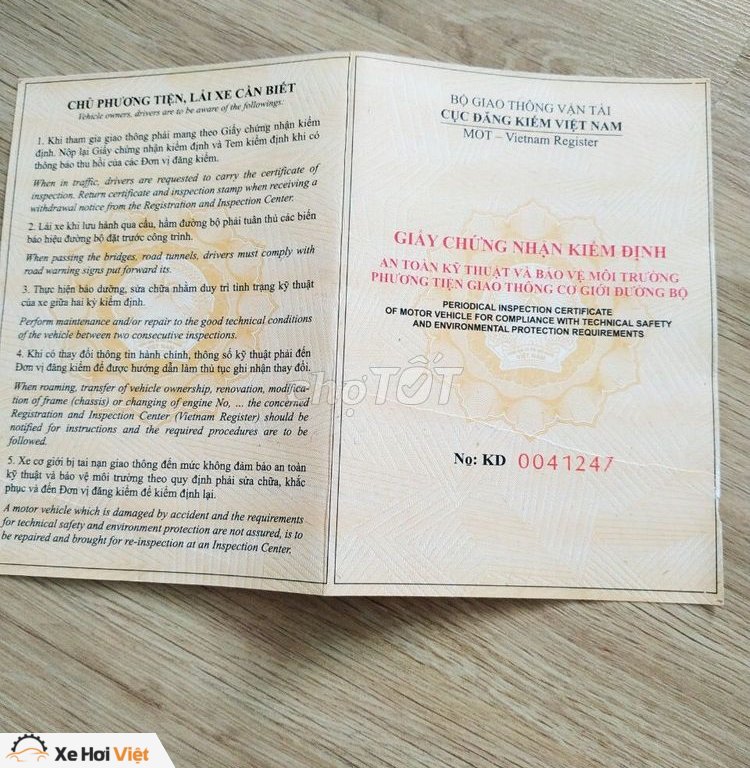 CHỦ PHƯƠNG TIỆN, LÁI XE CẦN BIẾT
Vehicle owners, drivers are to be aware of the followings:
1. Khi tham gia giao thông phải mang theo Giấy chứng nhận kiểm
định. Nộp lại Giấy chứng nhận kiểm định và Tem kiểm định khi có
thông báo thu hồi của các Đơn vị đăng kiểm.
When in traffic, drivers are requested to carry the certificate of
inspection. Return certificate and inspection stamp when receiving a
withdrawal notice from the Registration and Inspection Center.
2. Lái xe khi lưu hành qua cầu, hầm đường bộ phải tuân thủ các biển
báo hiệu đường bộ đặt trước công trình.
When passing the bridges, road tunnels, drivers must comply with
road warning signs put forward its.
3. Thực hiện bảo dưỡng, sửa chữa nhằm duy trì tình trạng kỹ thuật
của xe giữa hai kỳ kiểm định.
Perform maintenance and/or repair to the good technical conditions
of the vehicle between two consecutive inspections.
4. Khi có thay đổi thông tin hành chính, thông số kỹ thuật phải đến
Đơn vị đăng kiểm để được hướng dẫn làm thủ tục ghi nhận thay đổi.
When roaming, transfer of vehicle ownership, renovation, modifica-
tion of frame (chassis) or changing of engine No, ... the concerned
Registration and Inspection Center (Vietnam Register) should be
notified for instructions and the required procedures are to be
followed.
5. Xe cơ giới bị tai nạn giao thông đến mức không đảm bảo an toàn
kỹ thuật và bảo vệ môi trường theo quy định phải sửa chữa, khắc
phục và đến Đơn vị đăng kiểm để kiểm định lại.
A motor vehicle which is damaged by accident and the requirements
for technical safety and environment protection are not assured, is to
be repaired and brought for re-inspection at an Inspection Center.
BỘ GIAO THÔNG VẬN TẢI
CỤC ĐĂNG KIỂM VIỆT NAM
MOT – Vietnam Register
GIẤY CHỨNG NHẬN KIỂM ĐỊNH
AN TOÀN KỸ THUẬT VÀ BẢO VỆ MÔI TRƯỜNG
PHƯƠNG TIỆN GIAO THÔNG CƠ GIỚI ĐƯỜNG BỘ
PERIODICAL INSPECTION CERTIFICATE
OF MOTOR VEHICLE FOR COMPLIANCE WITH TECHNICAL SAFETY
AND ENVIRONMENTAL PROTECTION REQUIREMENTS
VIỆT NAM
chợTỐT
No: KD 0041247
Xe Hơi Việt